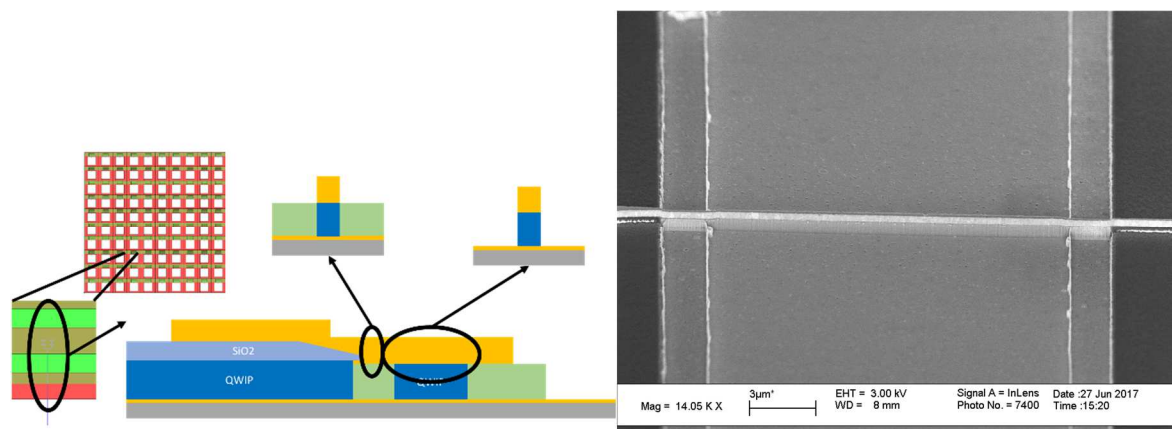 SiO2
QWIP
QWIP
Mag = 14.05 K X
3µm*
EHT = 3.00 kV
WD = 8 mm
Signal A = InLens
Photo No. = 7400
Date :27 Jun 2017
Time :15:20